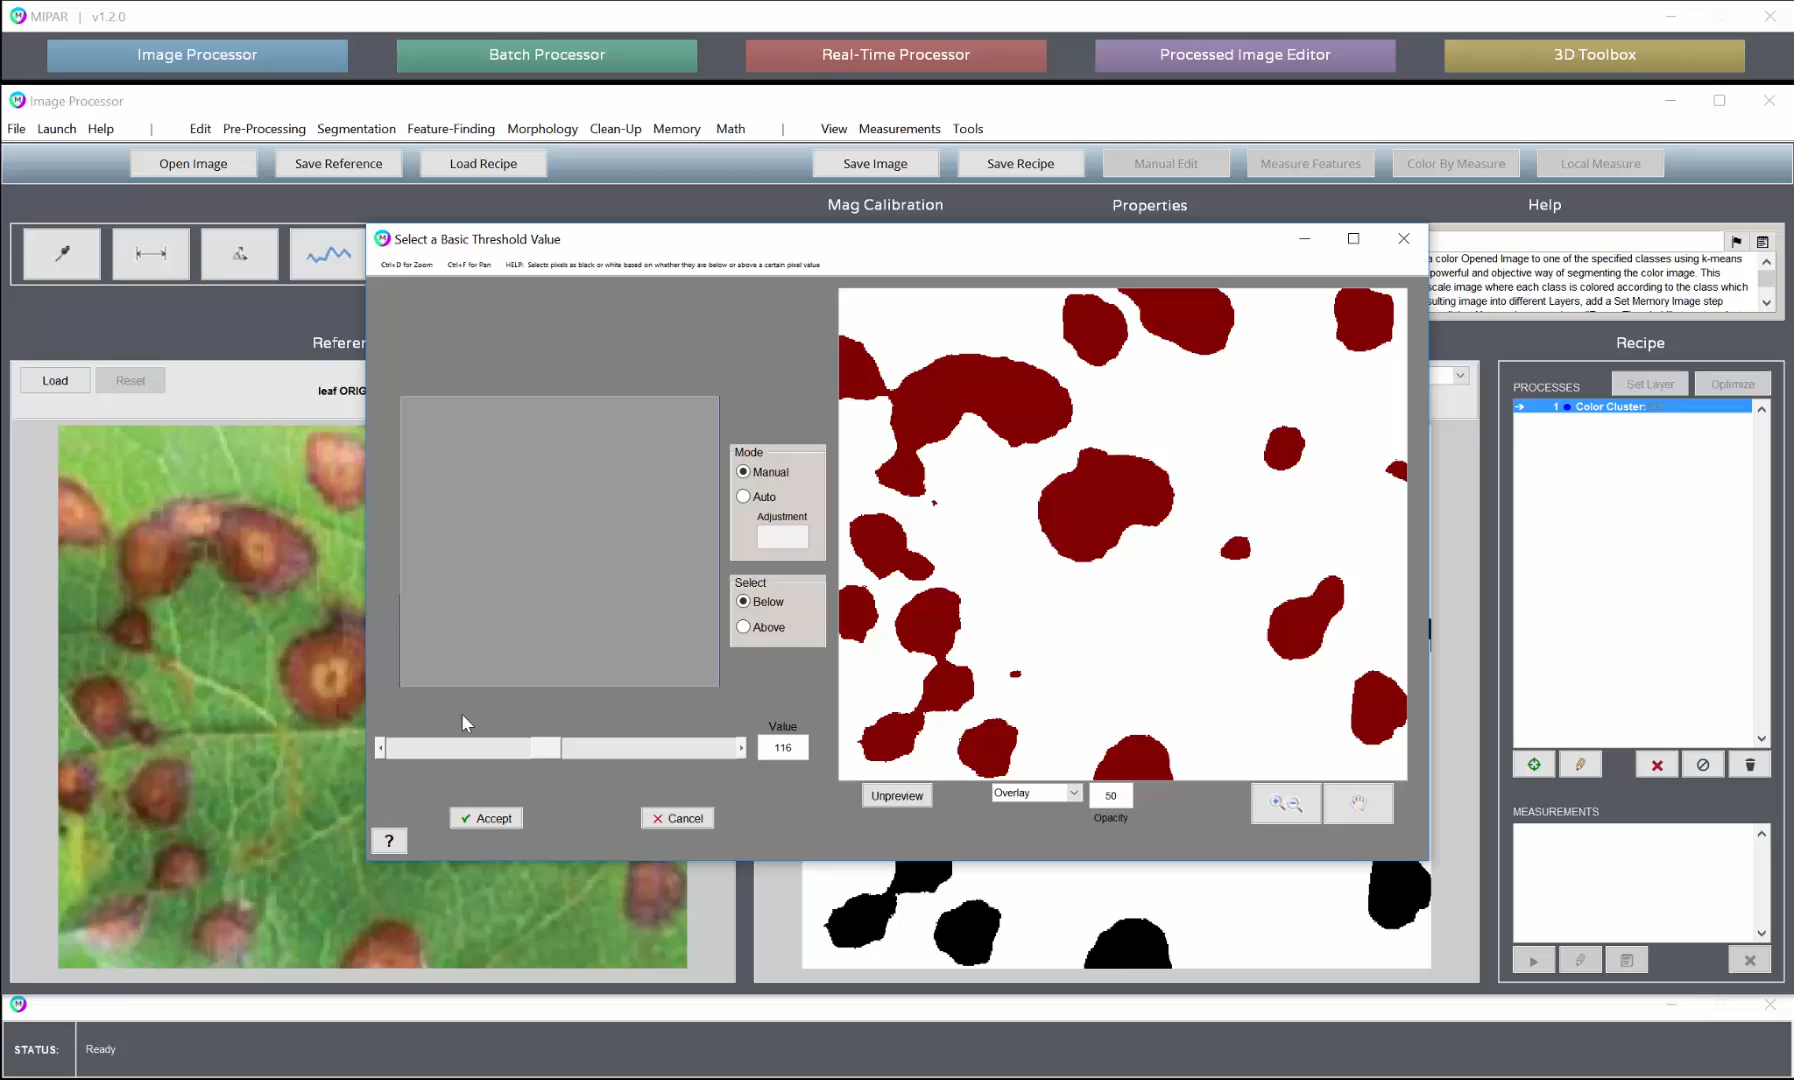 MIPAR | v1.2.0
Image Processor
Batch Processor
Real-Time Processor
Processed Image Editor
3D Toolbox
Image Processor
File Launch Help | Edit Pre-Processing Segmentation Feature-Finding Morphology Clean-Up Memory Math | View Measurements Tools
Open Image
Save Reference
Load Recipe
Save Image
Save Recipe
Manual Edit
Measure Features
Color By Measure
Local Measure
Mag Calibration
Properties
Help
Select a Basic Threshold Value
Ctrl+D for Zoom Ctrl+F for Pan HELP: Selects pixels as black or white based on whether they are below or above a certain pixel value
a color Opened Image to one of the specified classes using k-means
powerful and objective way of segmenting the color image. This
scale image where each class is colored according to the class which
sulting image into different Layers, add a Set Memory Image step
Refere
Load
Reset
leaf ORIG
Mode
Manual
Auto
Adjustment
Select
Below
Above
Value
116
Accept
Cancel
?
Unpreview
Overlay
50
Opacity
Recipe
PROCESSES
Set Layer
Optimize
1 Color Cluster:
MEASUREMENTS
STATUS:
Ready